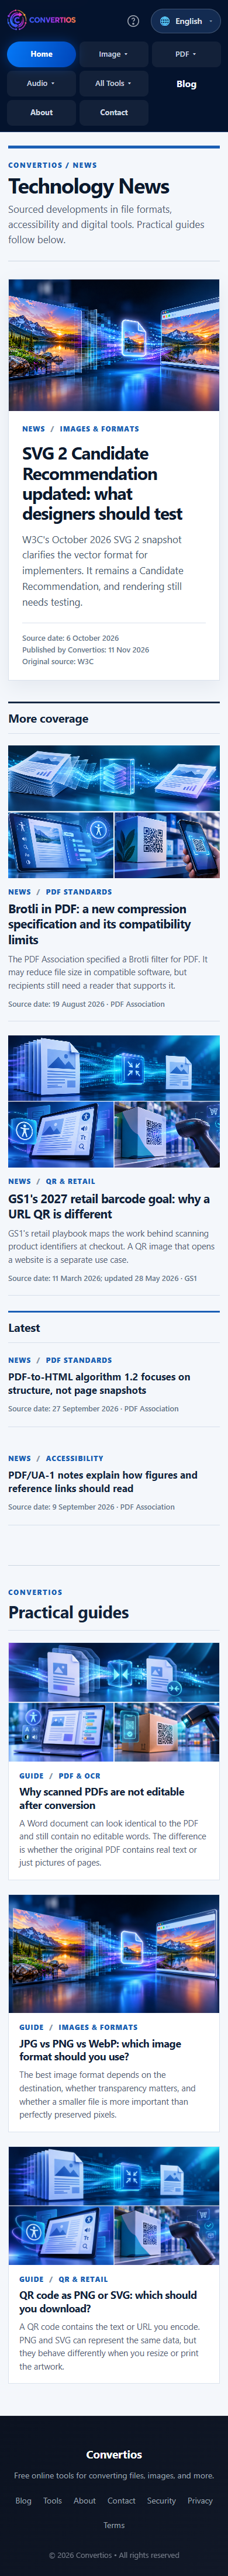 CONVERTIOS
English
Home
Image
PDF
Audio
All Tools
Blog
About
Contact
CONVERTIOS / NEWS
Technology News
Sourced developments in file formats,
accessibility and digital tools. Practical guides
follow below.
NEWS / IMAGES & FORMATS
SVG 2 Candidate
Recommendation
updated: what
designers should test
W3C's October 2026 SVG 2 snapshot
clarifies the vector format for
implementers. It remains a Candidate
Recommendation, and rendering still
needs testing.
Source date: 6 October 2026
Published by Convertios: 11 Nov 2026
Original source: W3C
More coverage
NEWS / PDF STANDARDS
Brotli in PDF: a new compression
specification and its compatibility
limits
The PDF Association specified a Brotli filter for PDF. It
may reduce file size in compatible software, but
recipients still need a reader that supports it.
Source date: 19 August 2026 · PDF Association
NEWS / QR & RETAIL
GS1's 2027 retail barcode goal: why a
URL QR is different
GS1's retail playbook maps the work behind scanning
product identifiers at checkout. A QR image that opens
a website is a separate use case.
Source date: 11 March 2026; updated 28 May 2026 · GS1
Latest
NEWS / PDF STANDARDS
PDF-to-HTML algorithm 1.2 focuses on
structure, not page snapshots
Source date: 27 September 2026 · PDF Association
NEWS / ACCESSIBILITY
PDF/UA-1 notes explain how figures and
reference links should read
Source date: 9 September 2026 · PDF Association
CONVERTIOS
Practical guides
GUIDE / PDF & OCR
Why scanned PDFs are not editable
after conversion
A Word document can look identical to the PDF
and still contain no editable words. The difference
is whether the original PDF contains real text or
just pictures of pages.
GUIDE / IMAGES & FORMATS
JPG vs PNG vs WebP: which image
format should you use?
The best image format depends on the
destination, whether transparency matters, and
whether a smaller file is more important than
perfectly preserved pixels.
GUIDE / QR & RETAIL
QR code as PNG or SVG: which should
you download?
A QR code contains the text or URL you encode.
PNG and SVG can represent the same data, but
they behave differently when you resize or print
the artwork.
Convertios
Free online tools for converting files, images, and more.
Blog Tools About Contact Security Privacy
Terms
© 2026 Convertios • All rights reserved